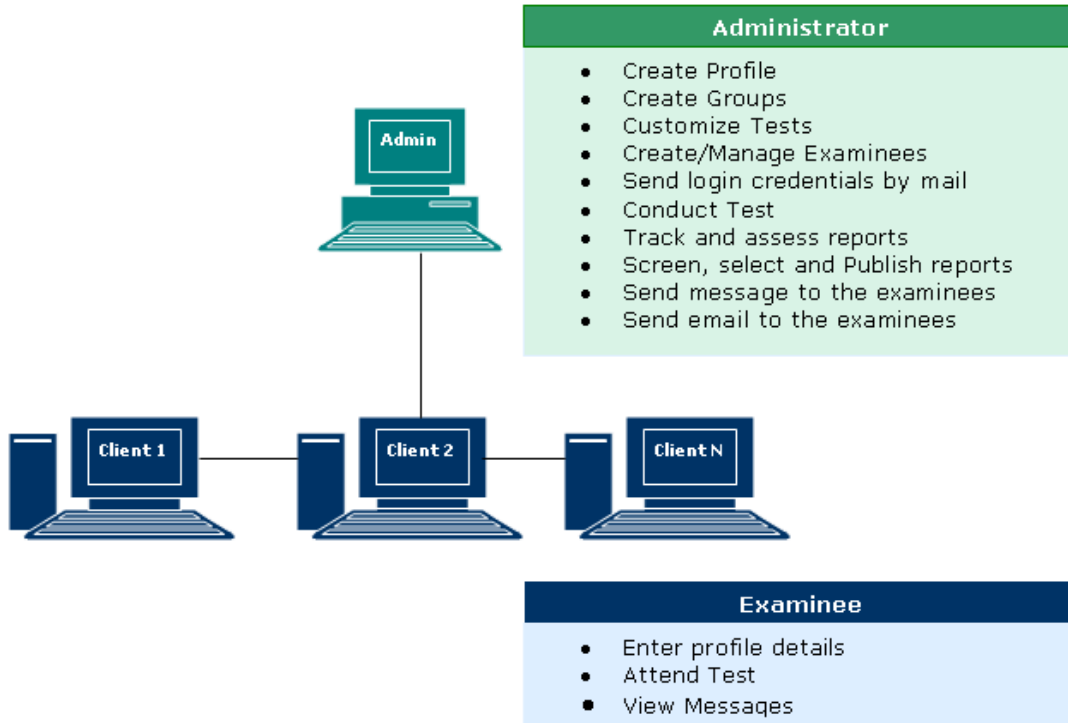 Administrator
• Create Profile
• Create Groups
• Customize Tests
• Create/Manage Examinees
• Send login credentials by mail
• Conduct Test
• Track and assess reports
• Screen, select and Publish reports
• Send message to the examinees
• Send email to the examinees
Admin
Client 1
Client 2
Client N
Examinee
• Enter profile details
• Attend Test
• View Messages